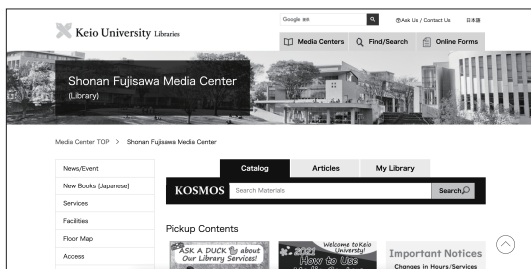 Google 検索
Ask Us / Contact Us
日本語
Keio University Libraries
Media Centers
Find/Search
Online Forms
Shonan Fujisawa Media Center
(Library)
Media Center TOP > Shonan Fujisawa Media Center
News/Event
New Books [Japanese]
Services
Facilities
Floor Map
Access
Catalog
Articles
My Library
KOSMOS
Search Materials
Search
Pickup Contents
ASK A DUCK about
Our Library Services!
2021
Welcome to Keio
University!
How to Use
Important Notices
Changes in Hours/Services